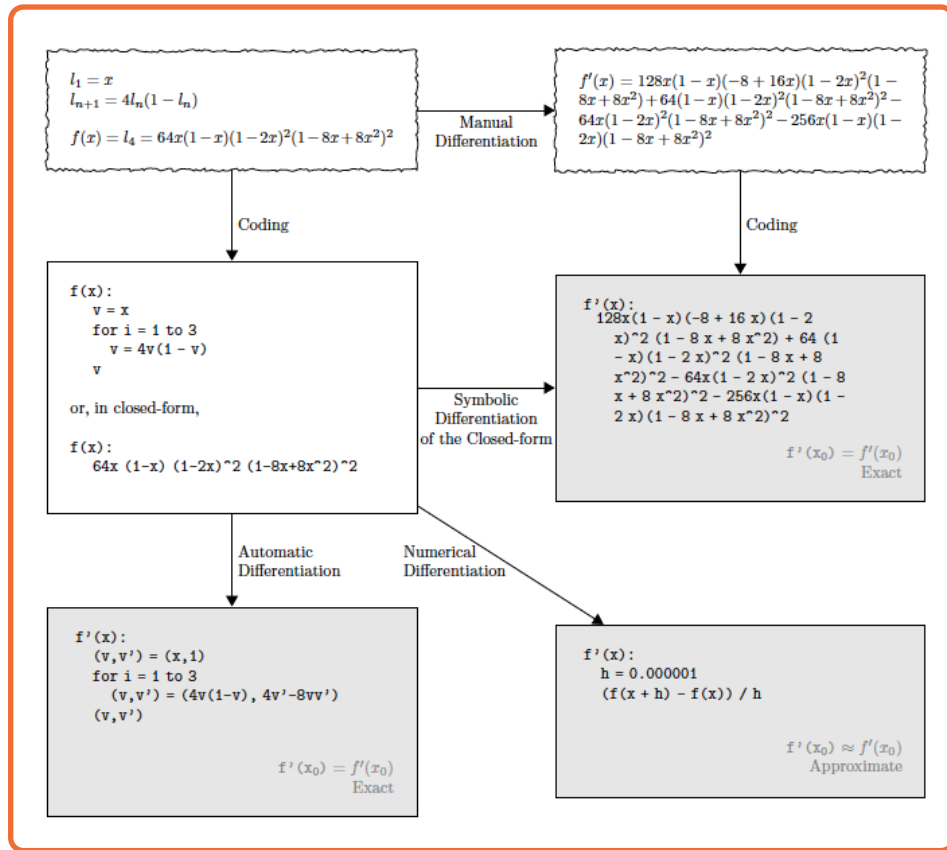 l₁ = x
lₙ₊₁ = 4lₙ(1 − lₙ)
f(x) = l₄ = 64x(1−x)(1−2x)²(1−8x+8x²)²
Manual
Differentiation
f′(x) = 128x(1 − x)(−8 + 16x)(1 − 2x)²(1 −
8x+8x²)+64(1−x)(1−2x)²(1−8x+8x²)²−
64x(1 − 2x)²(1 − 8x + 8x²)² − 256x(1 − x)(1 −
2x)(1 − 8x + 8x²)²
Coding
Coding
f(x):
v = x
for i = 1 to 3
v = 4v(1 - v)
v
or, in closed-form,
f(x):
64x (1-x) (1-2x)^2 (1-8x+8x^2)^2
Symbolic
Differentiation
of the Closed-form
f'(x):
128x(1 - x)(-8 + 16 x)(1 - 2
x)^2 (1 - 8 x + 8 x^2) + 64 (1
- x)(1 - 2 x)^2 (1 - 8 x + 8
x^2)^2 - 64x(1 - 2 x)^2 (1 - 8
x + 8 x^2)^2 - 256x(1 - x)(1 -
2 x)(1 - 8 x + 8 x^2)^2
f'(x₀) = f′(x₀)
Exact
Automatic
Differentiation
Numerical
Differentiation
f'(x):
(v,v') = (x,1)
for i = 1 to 3
(v,v') = (4v(1-v), 4v'-8vv')
(v,v')
f'(x₀) = f′(x₀)
Exact
f'(x):
h = 0.000001
(f(x + h) - f(x)) / h
f'(x₀) ≈ f′(x₀)
Approximate